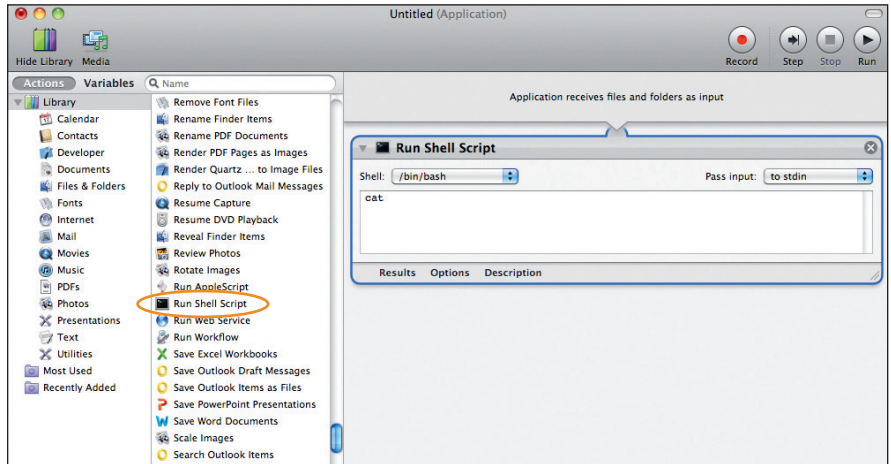 Untitled (Application)
Hide Library
Media
Record
Step
Stop
Run
Actions
Variables
Name
Library
Calendar
Contacts
Developer
Documents
Files & Folders
Fonts
Internet
Mail
Movies
Music
PDFs
Photos
Presentations
Text
Utilities
Most Used
Recently Added
Remove Font Files
Rename Finder Items
Rename PDF Documents
Render PDF Pages as Images
Render Quartz ... to Image Files
Reply to Outlook Mail Messages
Resume Capture
Resume DVD Playback
Reveal Finder Items
Review Photos
Rotate Images
Run AppleScript
Run Shell Script
Run Web Service
Run Workflow
Save Excel Workbooks
Save Outlook Draft Messages
Save Outlook Items as Files
Save PowerPoint Presentations
Save Word Documents
Scale Images
Search Outlook Items
Application receives files and folders as input
Run Shell Script
Shell: /bin/bash
Pass input: to stdin
cat
Results Options Description